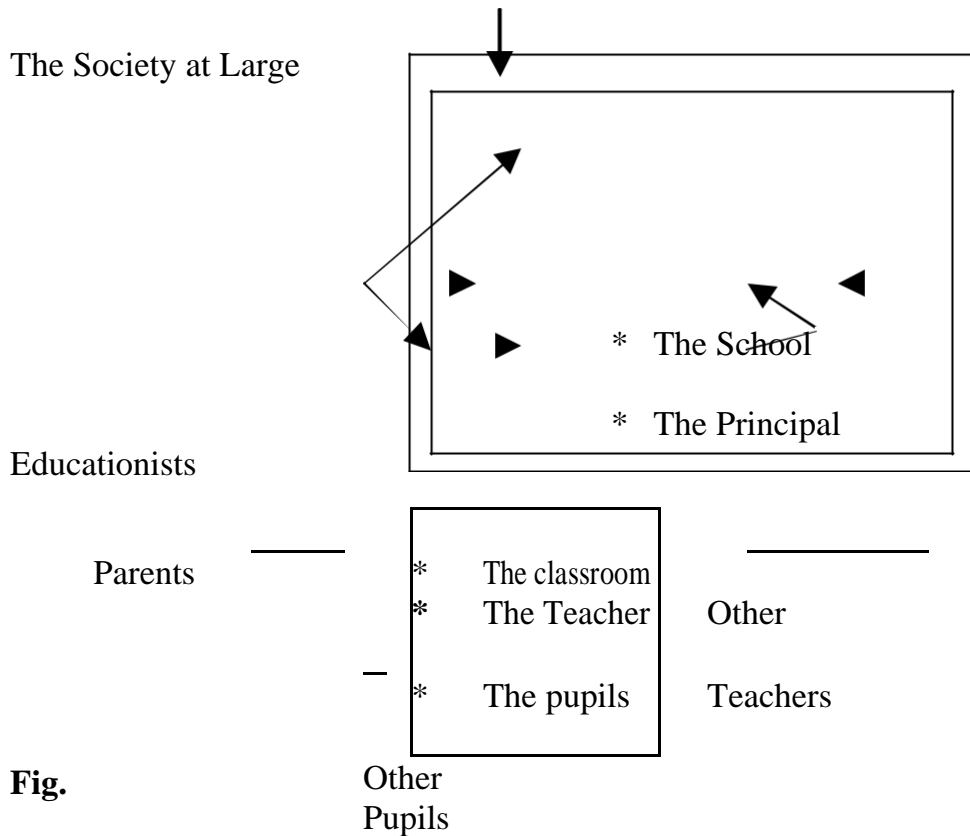 The Society at Large
* The School
* The Principal
Educationists
Parents
* The classroom
* The Teacher Other
* The pupils Teachers
Fig.
Other
Pupils